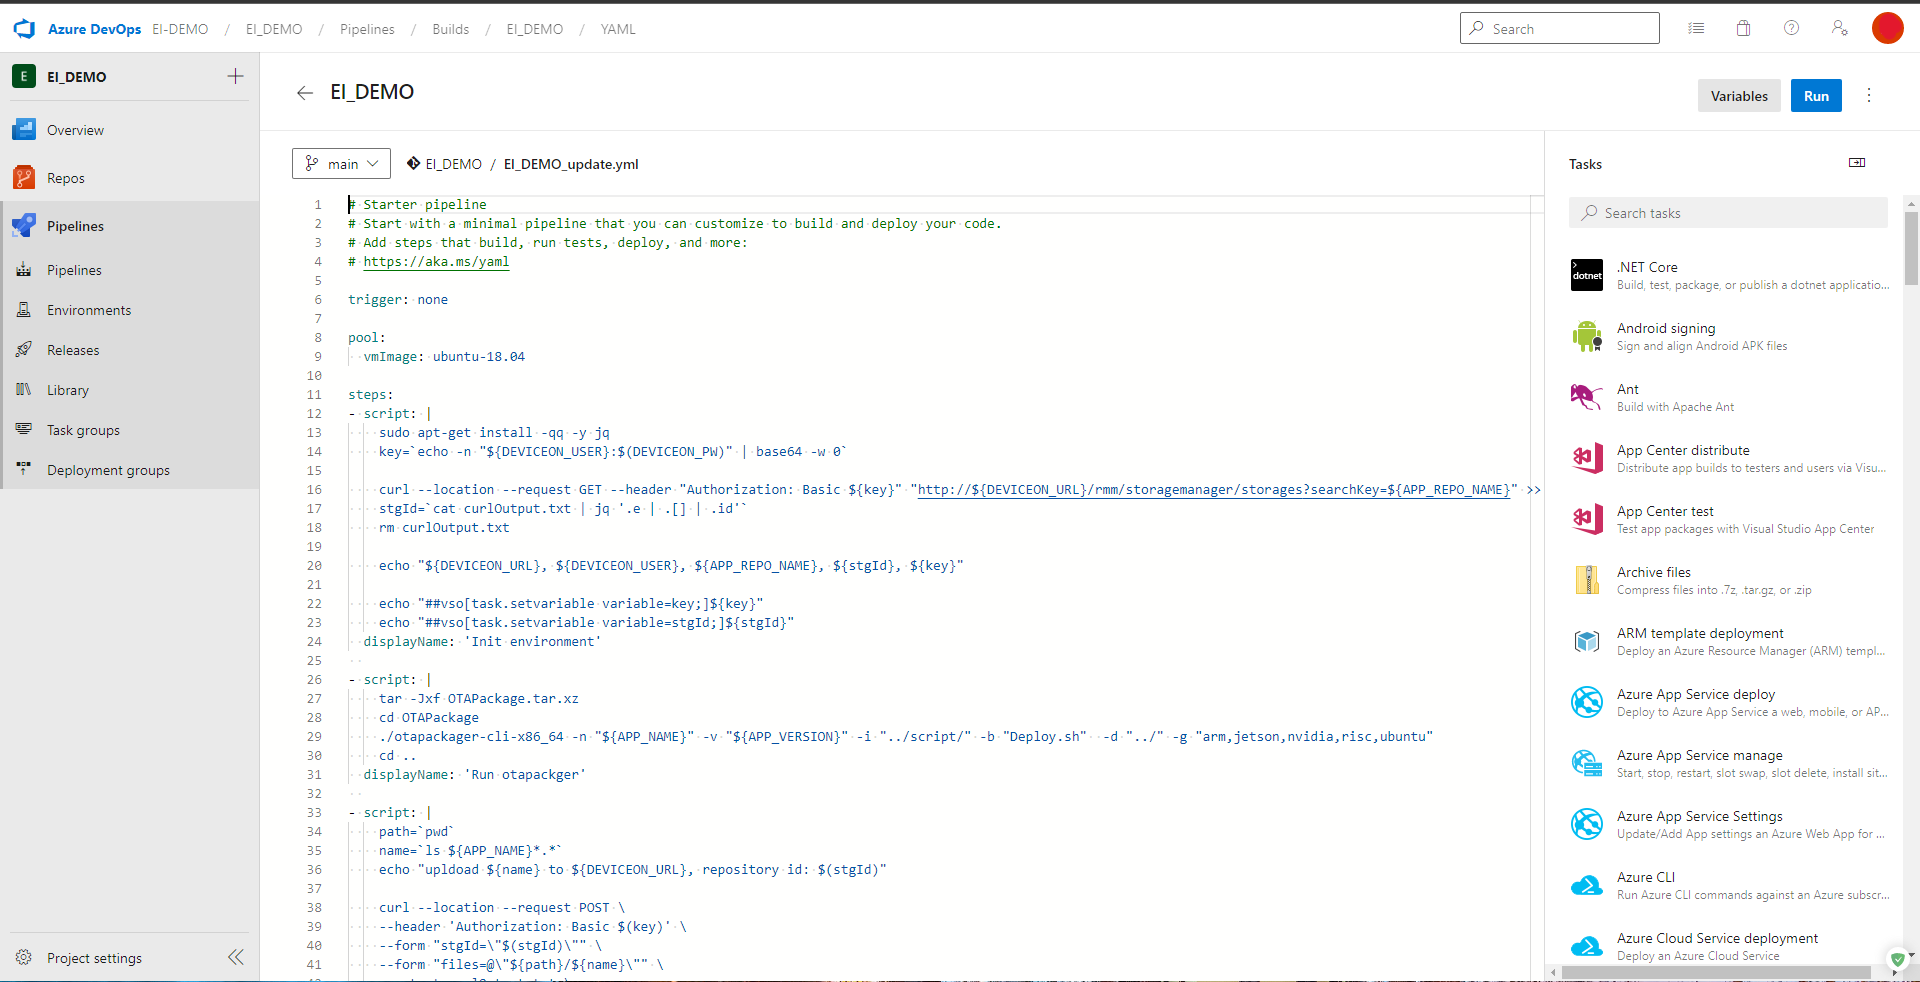 Azure DevOps EI-DEMO / EI_DEMO / Pipelines / Builds / EI_DEMO / YAML
Search
E EI_DEMO
Overview
Repos
Pipelines
Pipelines
Environments
Releases
Library
Task groups
Deployment groups
Project settings
EI_DEMO
Variables
Run
main
EI_DEMO / EI_DEMO_update.yml
1 # Starter pipeline
2 # Start with a minimal pipeline that you can customize to build and deploy your code.
3 # Add steps that build, run tests, deploy, and more:
4 # https://aka.ms/yaml
5
6 trigger: none
7
8 pool:
9   vmImage: ubuntu-18.04
10
11 steps:
12 - script: |
13     sudo apt-get install -qq -y jq
14     key=`echo -n "${DEVICEON_USER}:$(DEVICEON_PW)" | base64 -w 0`
15
16     curl --location --request GET --header "Authorization: Basic ${key}" "http://${DEVICEON_URL}/rmm/storagemanager/storages?searchKey=${APP_REPO_NAME}" >>
17     stgId=`cat curlOutput.txt | jq '.e | .[] | .id'`
18     rm curlOutput.txt
19
20     echo "${DEVICEON_URL}, ${DEVICEON_USER}, ${APP_REPO_NAME}, ${stgId}, ${key}"
21
22     echo "##vso[task.setvariable variable=key;]${key}"
23     echo "##vso[task.setvariable variable=stgId;]${stgId}"
24   displayName: 'Init environment'
25
26 - script: |
27     tar -Jxf OTAPackage.tar.xz
28     cd OTAPackage
29     ./otapackager-cli-x86_64 -n "${APP_NAME}" -v "${APP_VERSION}" -i "../script/" -b "Deploy.sh"  -d "../" -g "arm,jetson,nvidia,risc,ubuntu"
30     cd ..
31   displayName: 'Run otapackger'
32
33 - script: |
34     path=`pwd`
35     name=`ls ${APP_NAME}*.*`
36     echo "upldoad ${name} to ${DEVICEON_URL}, repository id: $(stgId)"
37
38     curl --location --request POST \
39     --header 'Authorization: Basic $(key)' \
40     --form "stgId=\"$(stgId)\"" \
41     --form "files=@\"${path}/${name}\"" \
Tasks
Search tasks
dotnet
.NET Core
Build, test, package, or publish a dotnet applicatio...
Android signing
Sign and align Android APK files
Ant
Build with Apache Ant
App Center distribute
Distribute app builds to testers and users via Visu...
App Center test
Test app packages with Visual Studio App Center
Archive files
Compress files into .7z, .tar.gz, or .zip
ARM template deployment
Deploy an Azure Resource Manager (ARM) templ...
Azure App Service deploy
Deploy to Azure App Service a web, mobile, or AP...
Azure App Service manage
Start, stop, restart, slot swap, slot delete, install sit...
Azure App Service Settings
Update/Add App settings an Azure Web App for ...
Azure CLI
Run Azure CLI commands against an Azure subscr...
Azure Cloud Service deployment
Deploy an Azure Cloud Service